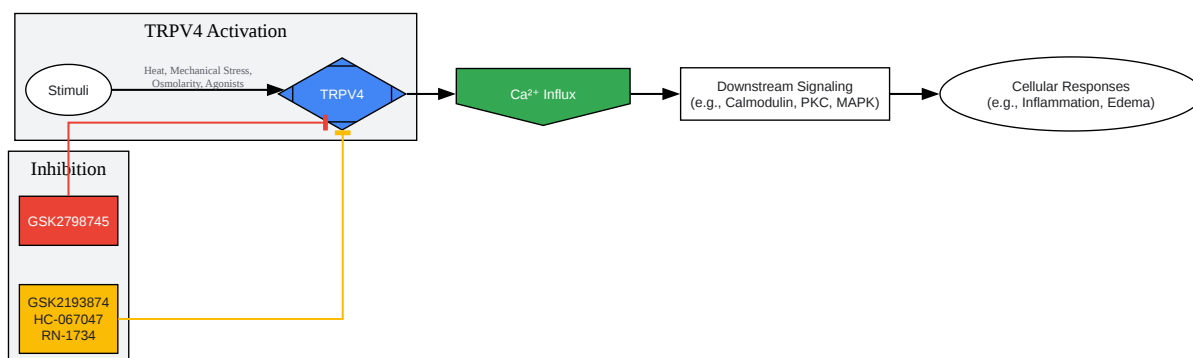 TRPV4 Activation
Stimuli
Heat, Mechanical Stress,
Osmolarity, Agonists
TRPV4
Ca²⁺ Influx
Downstream Signaling
(e.g., Calmodulin, PKC, MAPK)
Cellular Responses
(e.g., Inflammation, Edema)
Inhibition
GSK2798745
GSK2193874
HC-067047
RN-1734